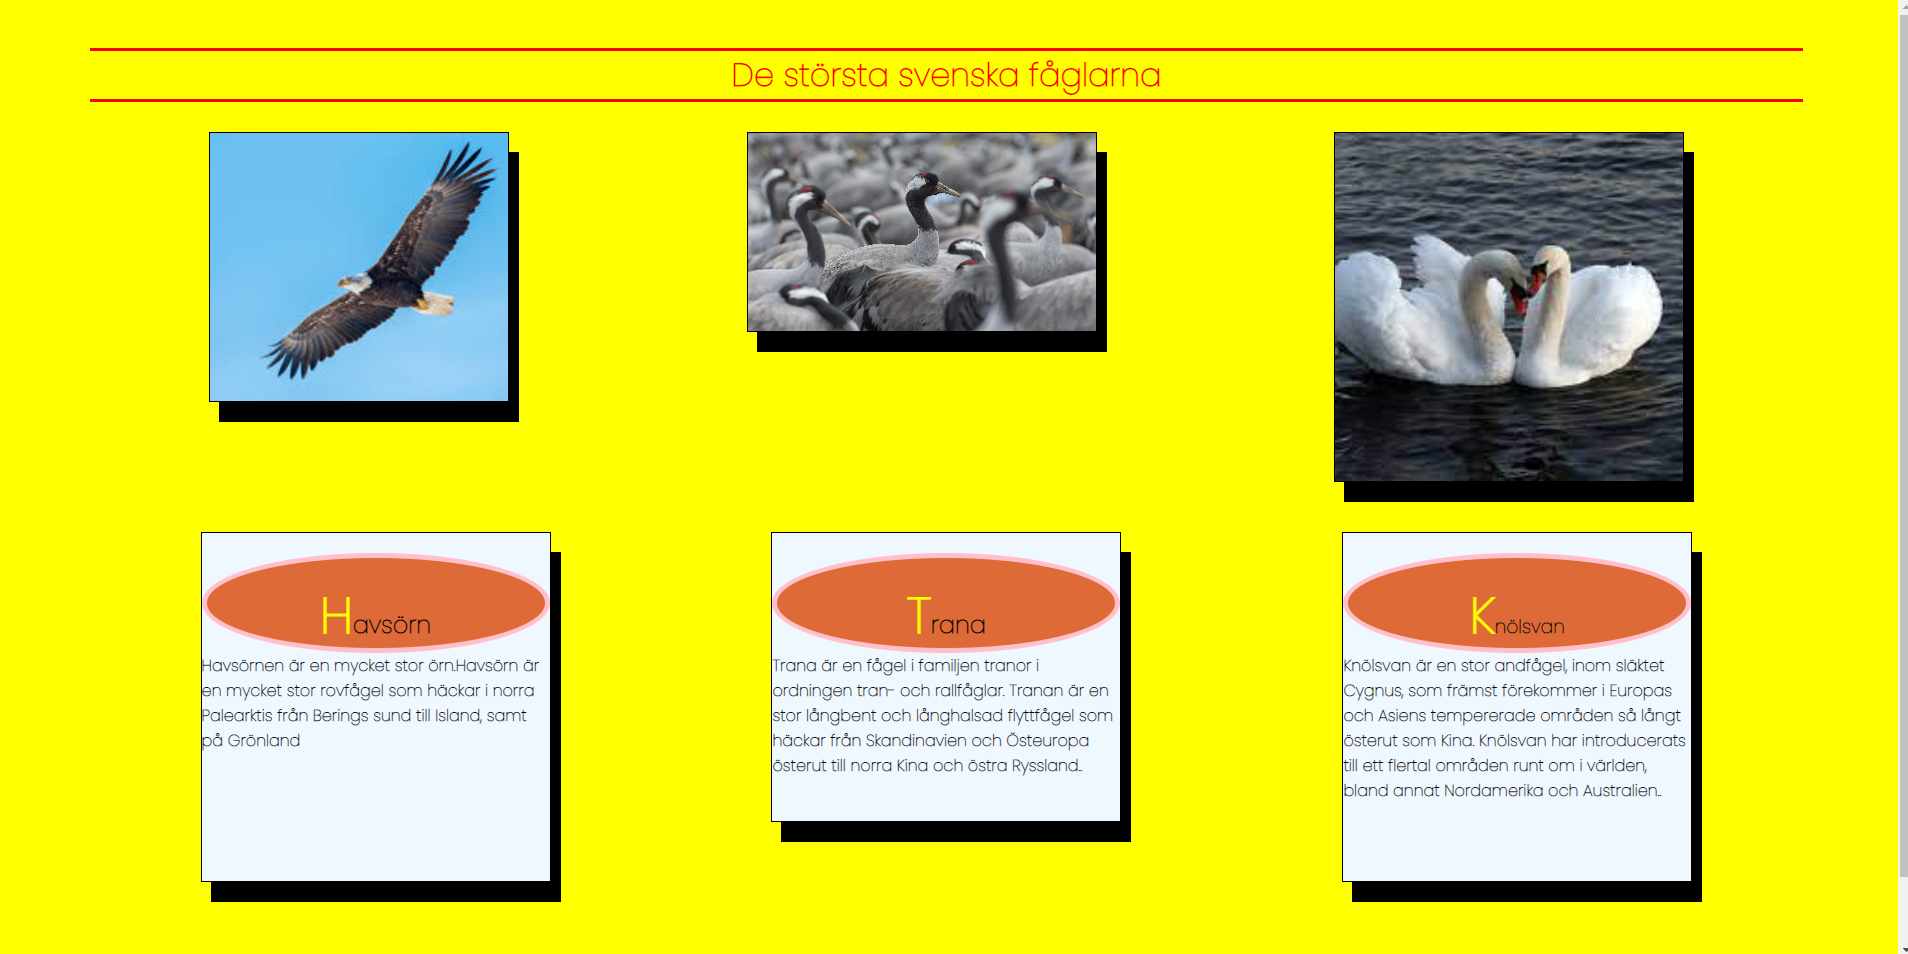 De största svenska fåglarna
Havsörn
Havsörnen är en mycket stor örn.Havsörn är
en mycket stor rovfågel som häckar i norra
Palearktis från Berings sund till Island, samt
på Grönland
Trana
Trana är en fågel i familjen tranor i
ordningen tran- och rallfåglar. Tranan är en
stor långbent och långhalsad flyttfågel som
häckar från Skandinavien och Östeuropa
österut till norra Kina och östra Ryssland..
Knölsvan
Knölsvan är en stor andfågel, inom släktet
Cygnus, som främst förekommer i Europas
och Asiens tempererade områden så långt
österut som Kina. Knölsvan har introducerats
till ett flertal områden runt om i världen,
bland annat Nordamerika och Australien..